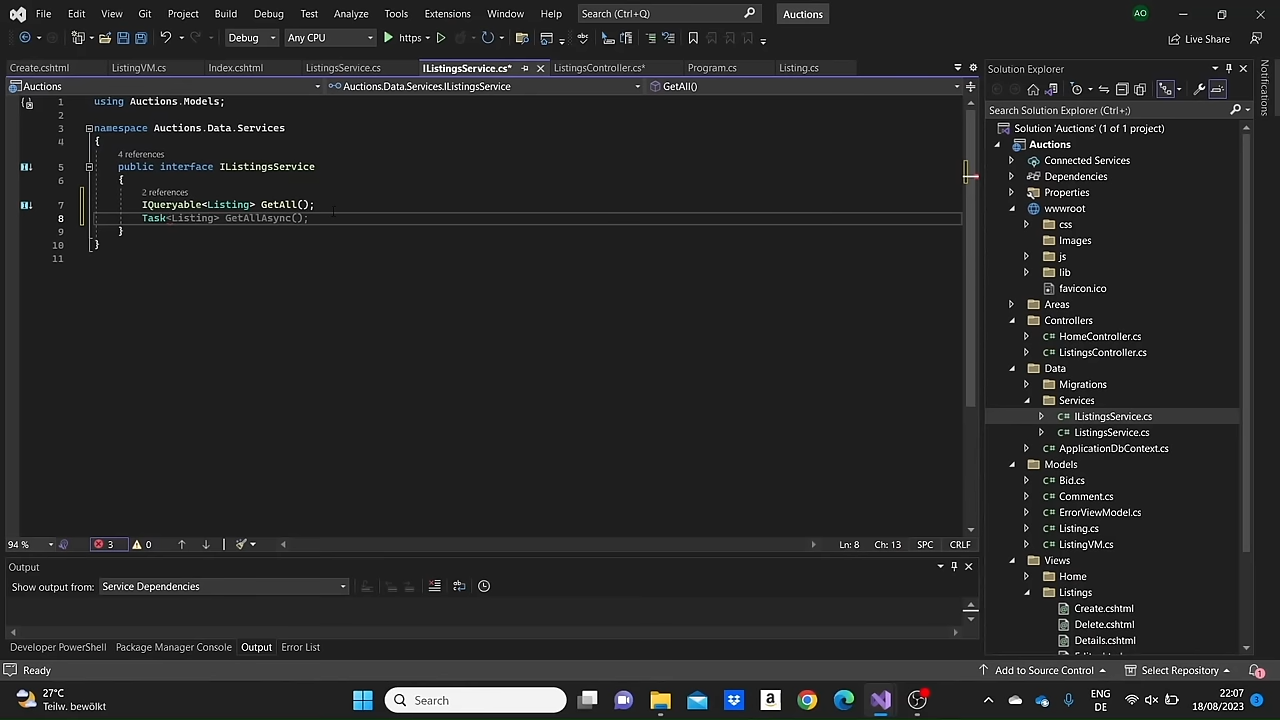 File Edit View Git Project Build Debug Test Analyze Tools Extensions Window Help Search (Ctrl+Q) Auctions AO
Debug Any CPU https Live Share
Create.cshtml ListingVM.cs Index.cshtml ListingsService.cs IListingsService.cs* ListingsController.cs* Program.cs Listing.cs
Auctions Auctions.Data.Services.IListingsService GetAll()
1 using Auctions.Models;
2
3 namespace Auctions.Data.Services
4 {
4 references
5 public interface IListingsService
6 {
2 references
7 IQueryable<Listing> GetAll();
8 Task<Listing> GetAllAsync();
9 }
10 }
11
94 % 3 0 Ln: 8 Ch: 13 SPC CRLF
Output
Show output from: Service Dependencies
Developer PowerShell Package Manager Console Output Error List
Solution Explorer
Search Solution Explorer (Ctrl+;)
Solution 'Auctions' (1 of 1 project)
Auctions
Connected Services
Dependencies
Properties
wwwroot
css
Images
js
lib
favicon.ico
Areas
Controllers
HomeController.cs
ListingsController.cs
Data
Migrations
Services
IListingsService.cs
ListingsService.cs
ApplicationDbContext.cs
Models
Bid.cs
Comment.cs
ErrorViewModel.cs
Listing.cs
ListingVM.cs
Views
Home
Listings
Create.cshtml
Delete.cshtml
Details.cshtml
Notifications
Ready Add to Source Control Select Repository 1
27°C
Teilw. bewölkt
Search
ENG
DE
22:07
18/08/2023
3